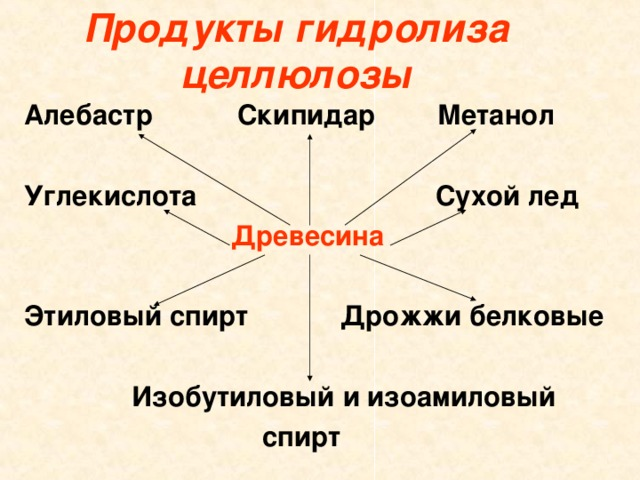 Продукты гидролиза
целлюлозы
Алебастр Скипидар Метанол
Углекислота Сухой лед
Древесина
Этиловый спирт Дрожжи белковые
Изобутиловый и изоамиловый
спирт